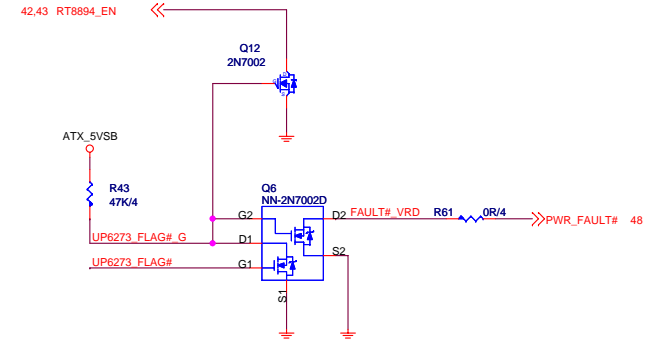 42,43 RT8894_EN
Q12
2N7002
ATX_5VSB
R43
47K/4
Q6
NN-2N7002D
G2
D2
FAULT#_VRD
R61
0R/4
PWR_FAULT# 48
UP6273_FLAG#_G
D1
S2
UP6273_FLAG#
G1
S1